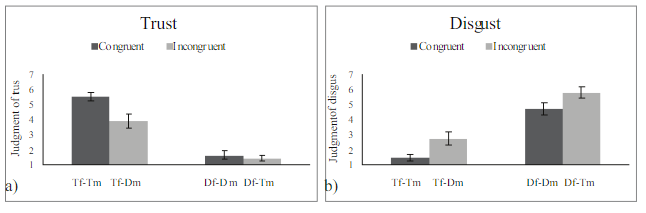 Trust
Congruent Incongruent
Judgment of trus
7
6
5
4
3
2
1
Tf-Tm Tf-Dm Df-Dm Df-Tm
a)
Disgust
Congruent Incongruent
Judgmentof disgus
7
6
5
4
3
2
1
Tf-Tm Tf-Dm Df-Dm Df-Tm
b)